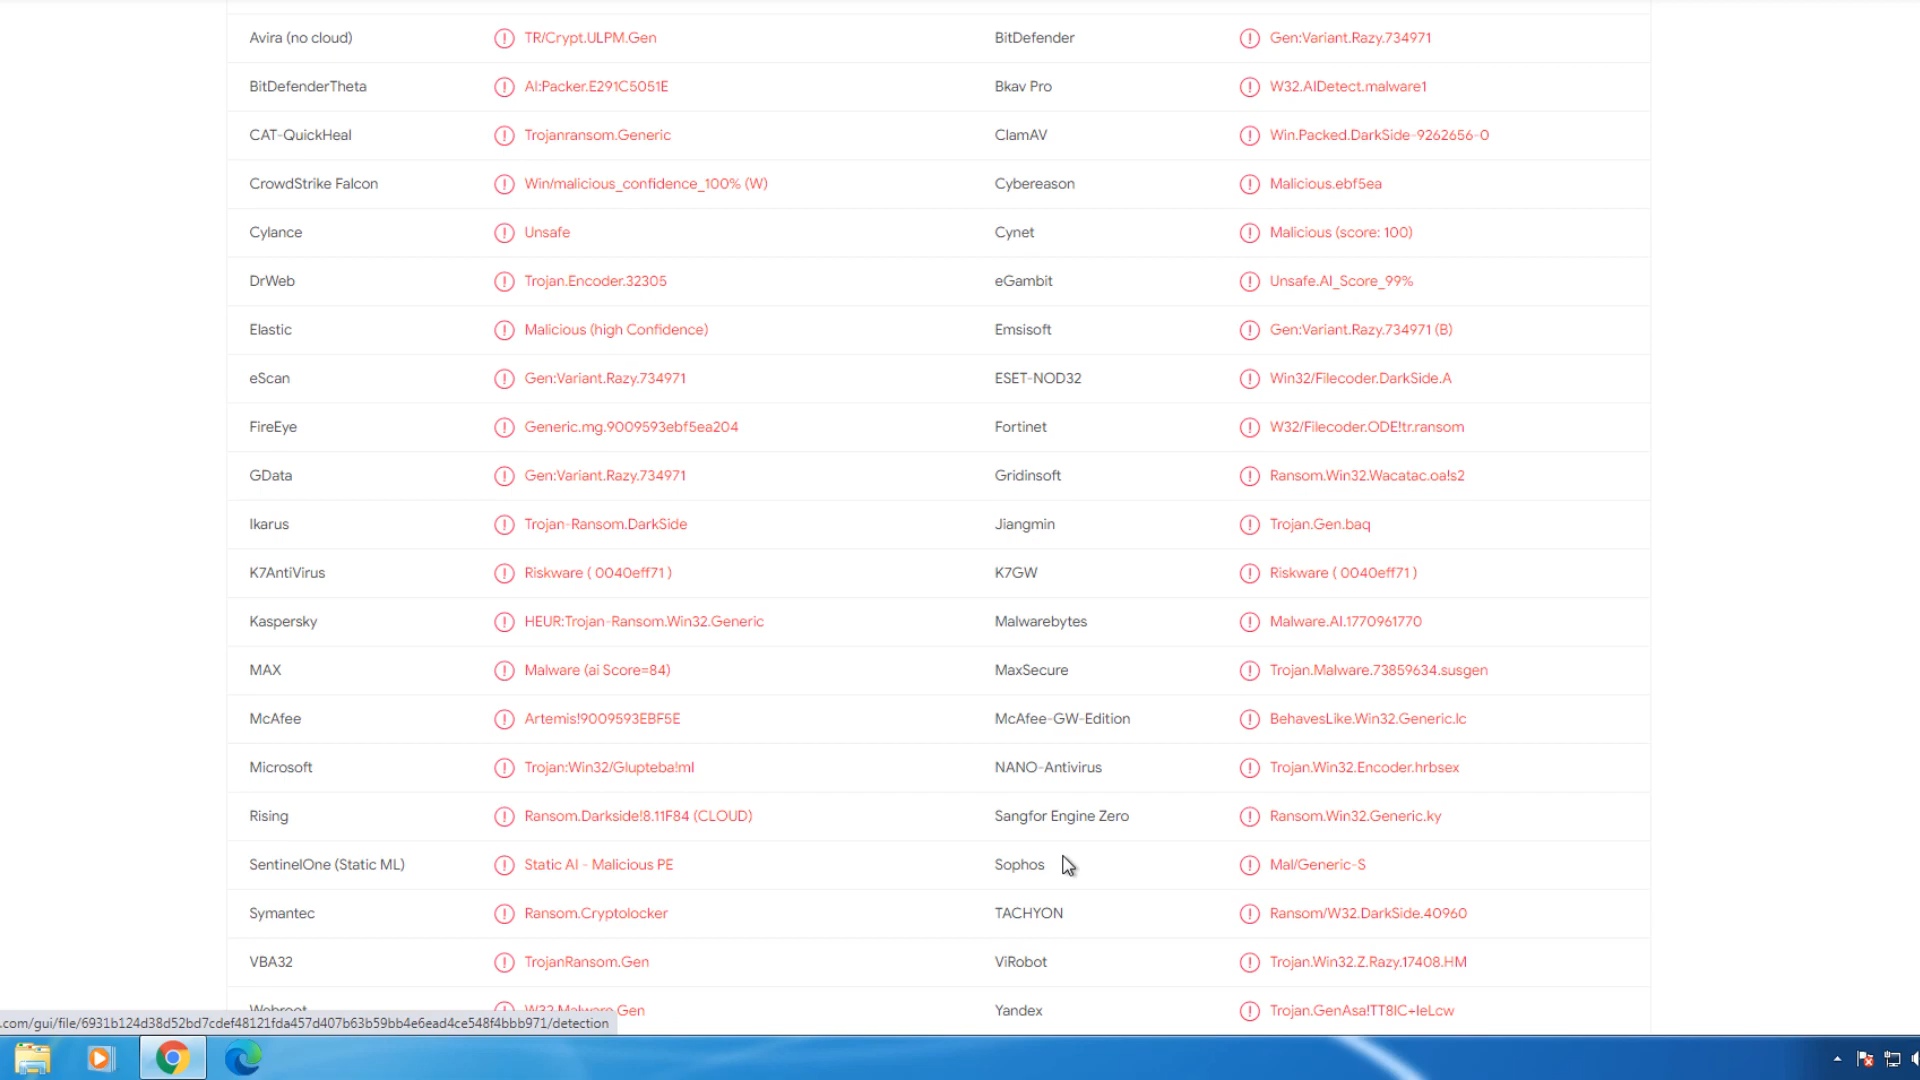 Avira (no cloud) TR/Crypt.ULPM.Gen BitDefender Gen:Variant.Razy.734971
BitDefenderTheta AI:Packer.E291C5051E Bkav Pro W32.AIDetect.malware1
CAT-QuickHeal Trojanransom.Generic ClamAV Win.Packed.DarkSide-9262656-0
CrowdStrike Falcon Win/malicious_confidence_100% (W) Cybereason Malicious.ebf5ea
Cylance Unsafe Cynet Malicious (score: 100)
DrWeb Trojan.Encoder.32305 eGambit Unsafe.AI_Score_99%
Elastic Malicious (high Confidence) Emsisoft Gen:Variant.Razy.734971 (B)
eScan Gen:Variant.Razy.734971 ESET-NOD32 Win32/Filecoder.DarkSide.A
FireEye Generic.mg.9009593ebf5ea204 Fortinet W32/Filecoder.ODE!tr.ransom
GData Gen:Variant.Razy.734971 Gridinsoft Ransom.Win32.Wacatac.oa!s2
Ikarus Trojan-Ransom.DarkSide Jiangmin Trojan.Gen.baq
K7AntiVirus Riskware ( 0040eff71 ) K7GW Riskware ( 0040eff71 )
Kaspersky HEUR:Trojan-Ransom.Win32.Generic Malwarebytes Malware.AI.1770961770
MAX Malware (ai Score=84) MaxSecure Trojan.Malware.73859634.susgen
McAfee Artemis!9009593EBF5E McAfee-GW-Edition BehavesLike.Win32.Generic.lc
Microsoft Trojan:Win32/Glupteba!ml NANO-Antivirus Trojan.Win32.Encoder.hrbsex
Rising Ransom.Darkside!8.11F84 (CLOUD) Sangfor Engine Zero Ransom.Win32.Generic.ky
SentinelOne (Static ML) Static AI - Malicious PE Sophos Mal/Generic-S
Symantec Ransom.Cryptolocker TACHYON Ransom/W32.DarkSide.40960
VBA32 TrojanRansom.Gen ViRobot Trojan.Win32.Z.Razy.17408.HM
Webroot W32.Malware.Gen Yandex Trojan.GenAsa!TT8IC+IeLcw
.com/gui/file/6931b124d38d52bd7cdef48121fda457d407b63b59bb4e6ead4ce548f4bbb971/detection